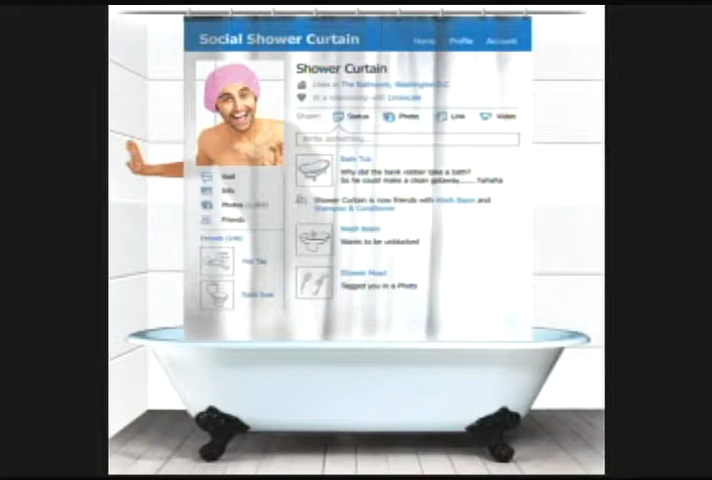 Social Shower Curtain
Home Profile Account
Shower Curtain
Lives in The Bathroom, Washington D.C
In a relationship with Limescale
Share: Status Photo Link Video
Write something...
Bath Tub
Why did the bank robber take a bath?
So he could make a clean getaway....... hahaha
Shower Curtain is now friends with Wash Basin and
Shampoo & Conditioner
Wash Basin
Wants to be unblocked
Shower Head
Tagged you in a Photo
Wall
Info
Photos
Friends
Friends
Hot Tap
Toilet Seat